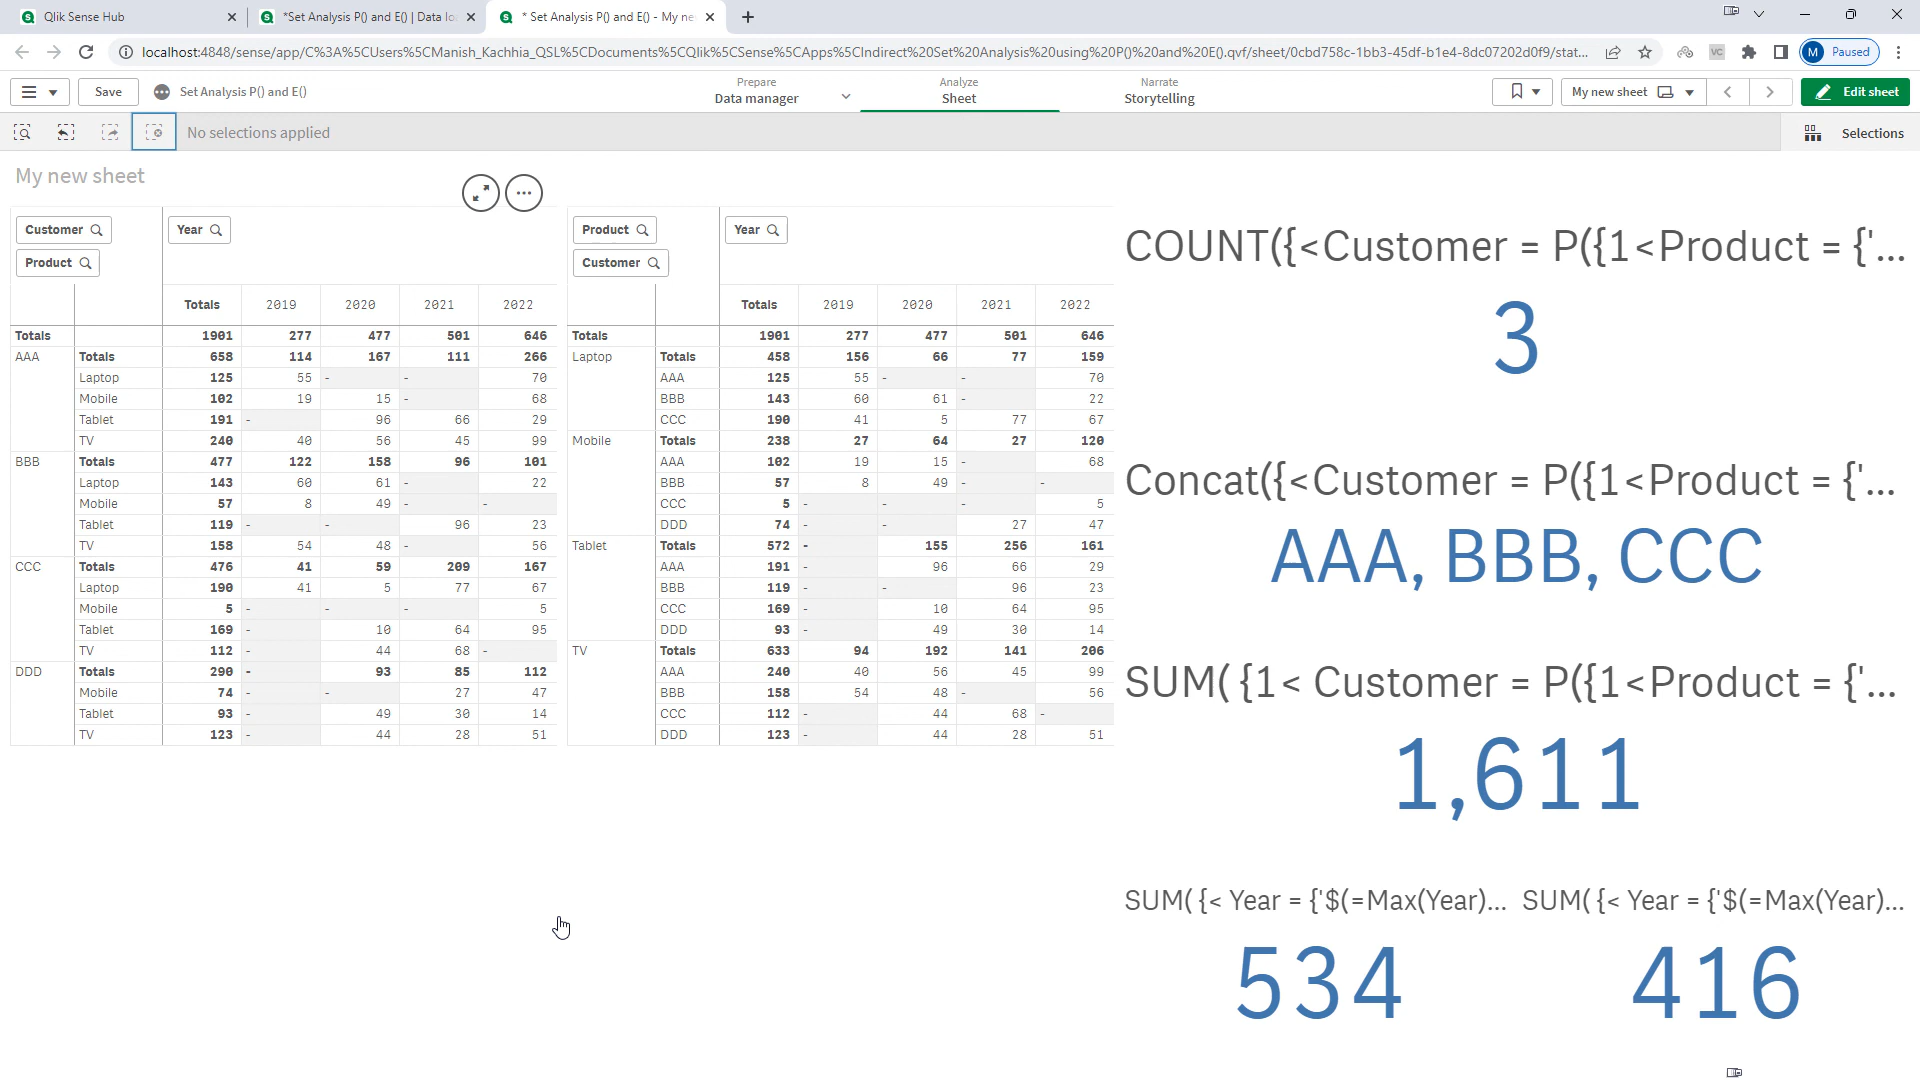 Qlik Sense Hub
*Set Analysis P() and E() | Data lo
* Set Analysis P() and E() - My ne
localhost:4848/sense/app/C%3A%5CUsers%5CManish_Kachhia_QSL%5CDocuments%5CQlik%5CSense%5CApps%5CIndirect%20Set%20Analysis%20using%20P()%20and%20E().qvf/sheet/0cbd758c-1bb3-45df-b1e4-8dc07202d0f9/stat...
VC
M Paused
Save
Set Analysis P() and E()
Prepare
Data manager
Analyze
Sheet
Narrate
Storytelling
My new sheet
Edit sheet
No selections applied
Selections
My new sheet
Customer Year
Product
Totals 2019 2020 2021 2022
Totals 1901 277 477 501 646
AAA Totals 658 114 167 111 266
Laptop 125 55 - - 70
Mobile 102 19 15 - 68
Tablet 191 - 96 66 29
TV 240 40 56 45 99
BBB Totals 477 122 158 96 101
Laptop 143 60 61 - 22
Mobile 57 8 49 - -
Tablet 119 - - 96 23
TV 158 54 48 - 56
CCC Totals 476 41 59 209 167
Laptop 190 41 5 77 67
Mobile 5 - - - 5
Tablet 169 - 10 64 95
TV 112 - 44 68 -
DDD Totals 290 - 93 85 112
Mobile 74 - - 27 47
Tablet 93 - 49 30 14
TV 123 - 44 28 51
Product Year
Customer
Totals 2019 2020 2021 2022
Totals 1901 277 477 501 646
Laptop Totals 458 156 66 77 159
AAA 125 55 - - 70
BBB 143 60 61 - 22
CCC 190 41 5 77 67
Mobile Totals 238 27 64 27 120
AAA 102 19 15 - 68
BBB 57 8 49 - -
CCC 5 - - - 5
DDD 74 - - 27 47
Tablet Totals 572 - 155 256 161
AAA 191 - 96 66 29
BBB 119 - - 96 23
CCC 169 - 10 64 95
DDD 93 - 49 30 14
TV Totals 633 94 192 141 206
AAA 240 40 56 45 99
BBB 158 54 48 - 56
CCC 112 - 44 68 -
DDD 123 - 44 28 51
COUNT({<Customer = P({1<Product = {'...
3
Concat({<Customer = P({1<Product = {'...
AAA, BBB, CCC
SUM( {1< Customer = P({1<Product = {'...
1,611
SUM( {< Year = {'$(=Max(Year)...
534
SUM( {< Year = {'$(=Max(Year)...
416